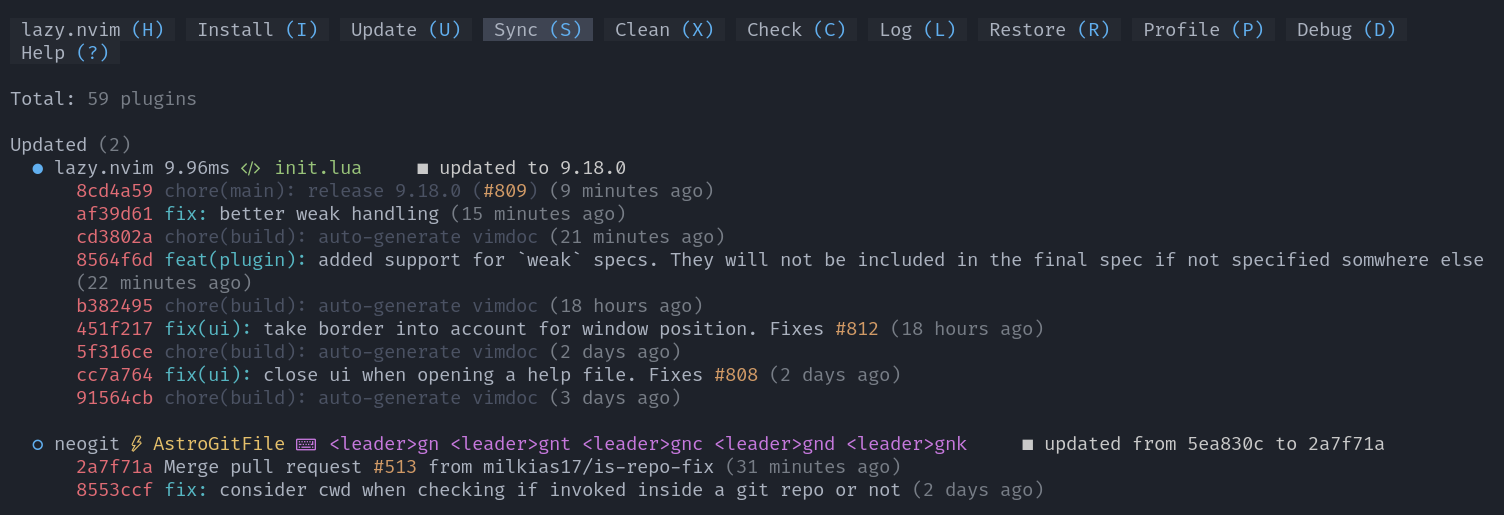 lazy.nvim (H) Install (I) Update (U) Sync (S) Clean (X) Check (C) Log (L) Restore (R) Profile (P) Debug (D)
Help (?)
Total: 59 plugins
Updated (2)
● lazy.nvim 9.96ms </> init.lua ■ updated to 9.18.0
8cd4a59 chore(main): release 9.18.0 (#809) (9 minutes ago)
af39d61 fix: better weak handling (15 minutes ago)
cd3802a chore(build): auto-generate vimdoc (21 minutes ago)
8564f6d feat(plugin): added support for `weak` specs. They will not be included in the final spec if not specified somwhere else
(22 minutes ago)
b382495 chore(build): auto-generate vimdoc (18 hours ago)
451f217 fix(ui): take border into account for window position. Fixes #812 (18 hours ago)
5f316ce chore(build): auto-generate vimdoc (2 days ago)
cc7a764 fix(ui): close ui when opening a help file. Fixes #808 (2 days ago)
91564cb chore(build): auto-generate vimdoc (3 days ago)
○ neogit AstroGitFile <leader>gn <leader>gnt <leader>gnc <leader>gnd <leader>gnk ■ updated from 5ea830c to 2a7f71a
2a7f71a Merge pull request #513 from milkias17/is-repo-fix (31 minutes ago)
8553ccf fix: consider cwd when checking if invoked inside a git repo or not (2 days ago)